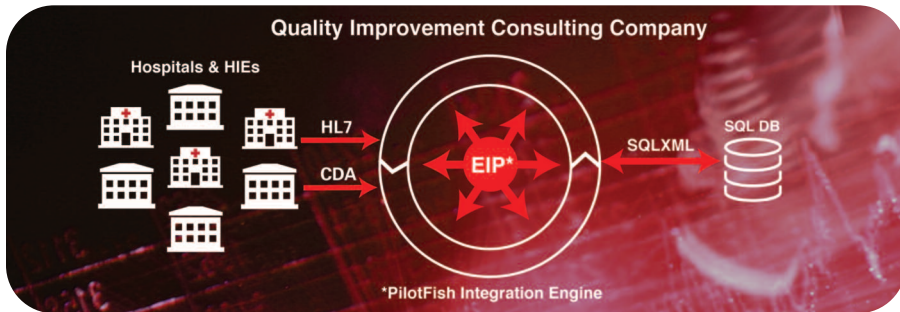 Quality Improvement Consulting Company
Hospitals & HIEs
HL7
CDA
EIP*
SQLXML
SQL DB
*PilotFish Integration Engine